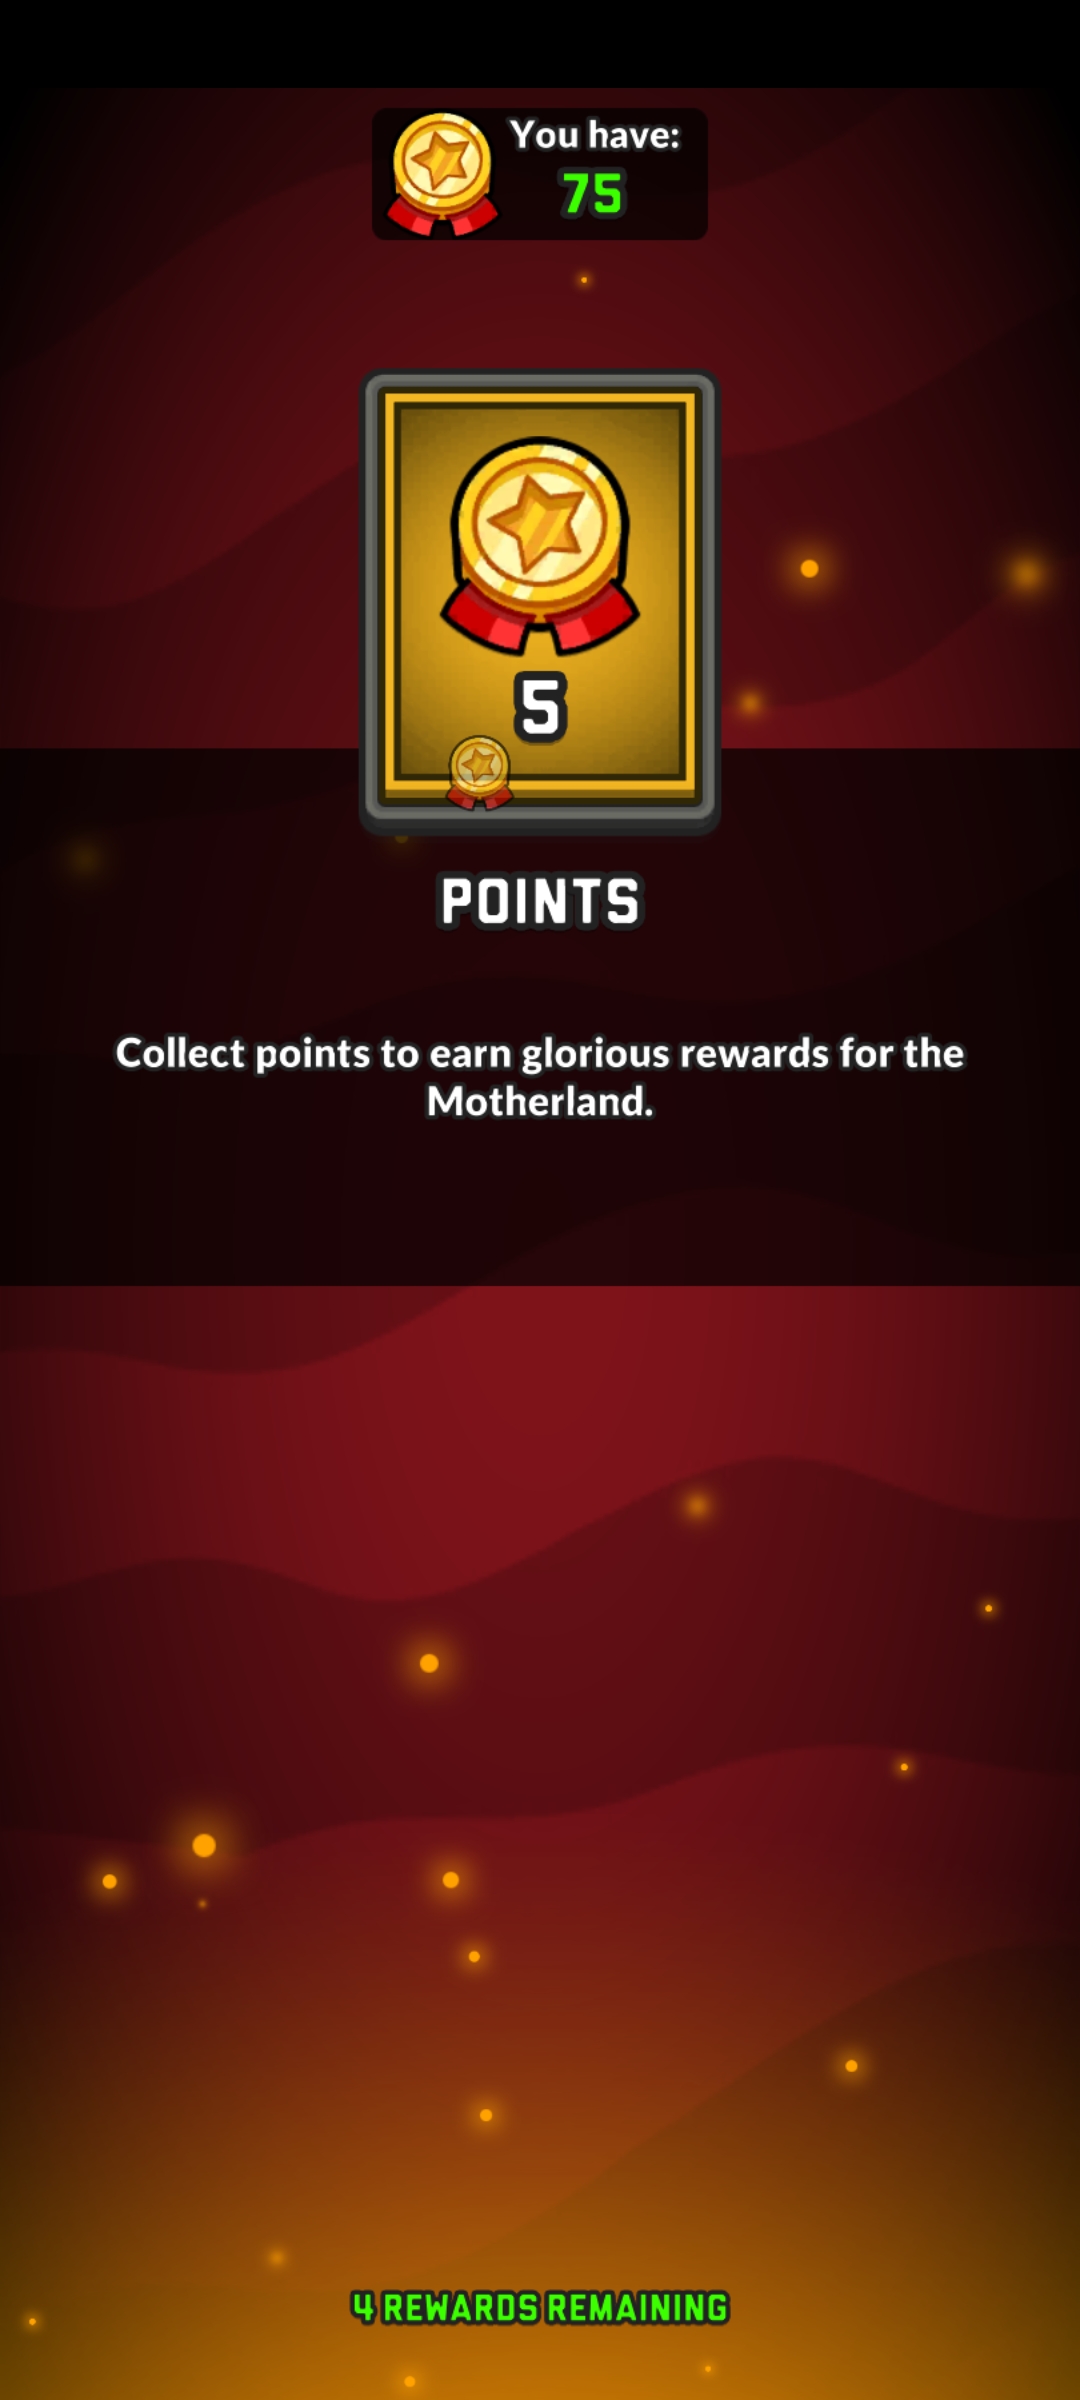 You have:
75
5
POINTS
Collect points to earn glorious rewards for the
Motherland.
4 REWARDS REMAINING